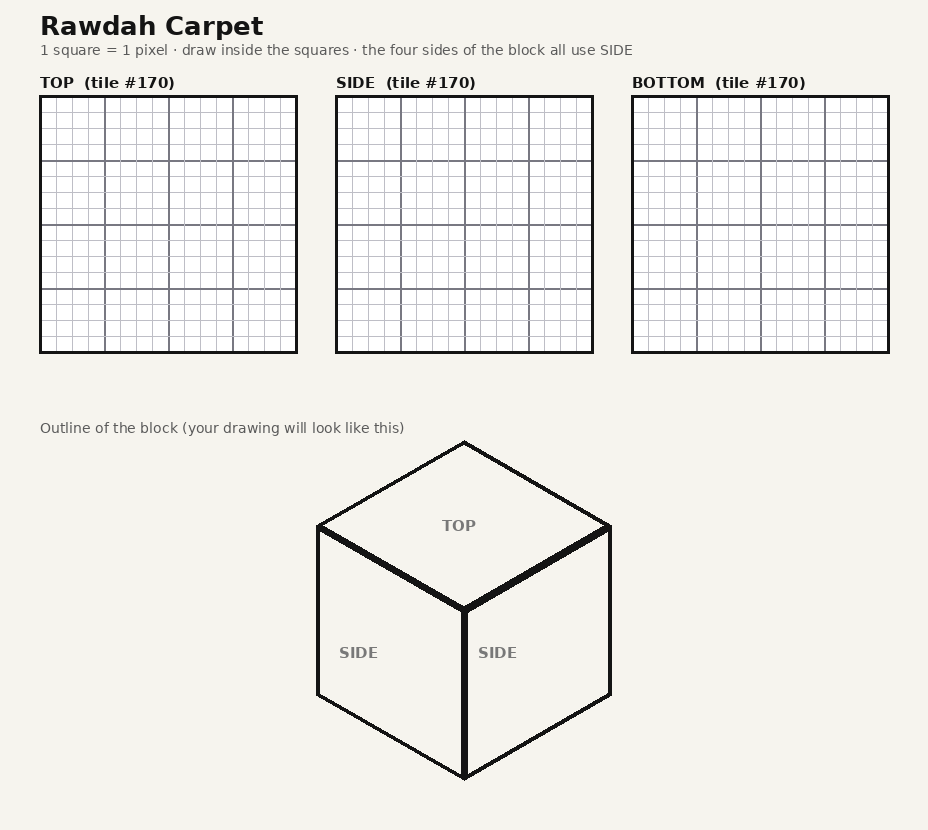 Rawdah Carpet
1 square = 1 pixel · draw inside the squares · the four sides of the block all use SIDE
TOP (tile #170)
SIDE (tile #170)
BOTTOM (tile #170)
Outline of the block (your drawing will look like this)
TOP
SIDE
SIDE